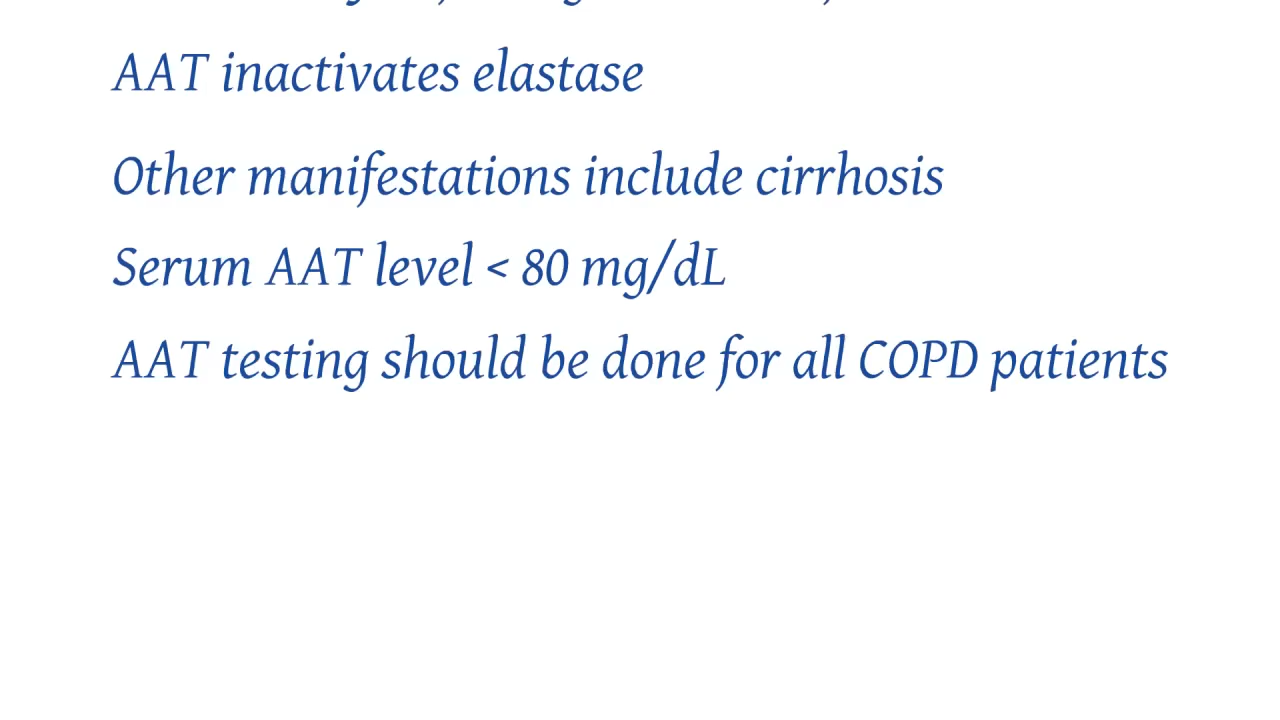 AAT inactivates elastase
Other manifestations include cirrhosis
Serum AAT level < 80 mg/dL
AAT testing should be done for all COPD patients